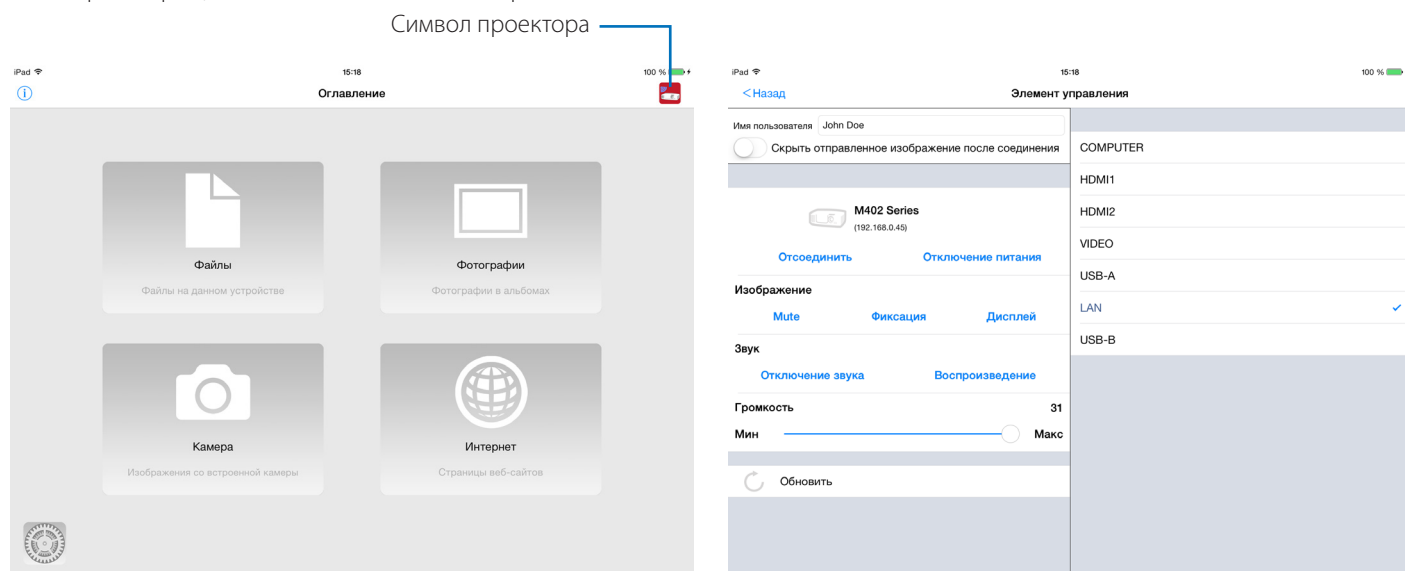 Символ проектора
iPad 15:18 100 %
Оглавление
Файлы
Файлы на данном устройстве
Фотографии
Фотографии в альбомах
Камера
Изображения со встроенной камеры
Интернет
Страницы веб-сайтов
iPad 15:18 100 %
<Назад Элемент управления
Имя пользователя John Doe
Скрыть отправленное изображение после соединения
M402 Series
(192.168.0.45)
Отсоединить Отключение питания
Изображение
Mute Фиксация Дисплей
Звук
Отключение звука Воспроизведение
Громкость 31
Мин Макс
Обновить
COMPUTER
HDMI1
HDMI2
VIDEO
USB-A
LAN
USB-B